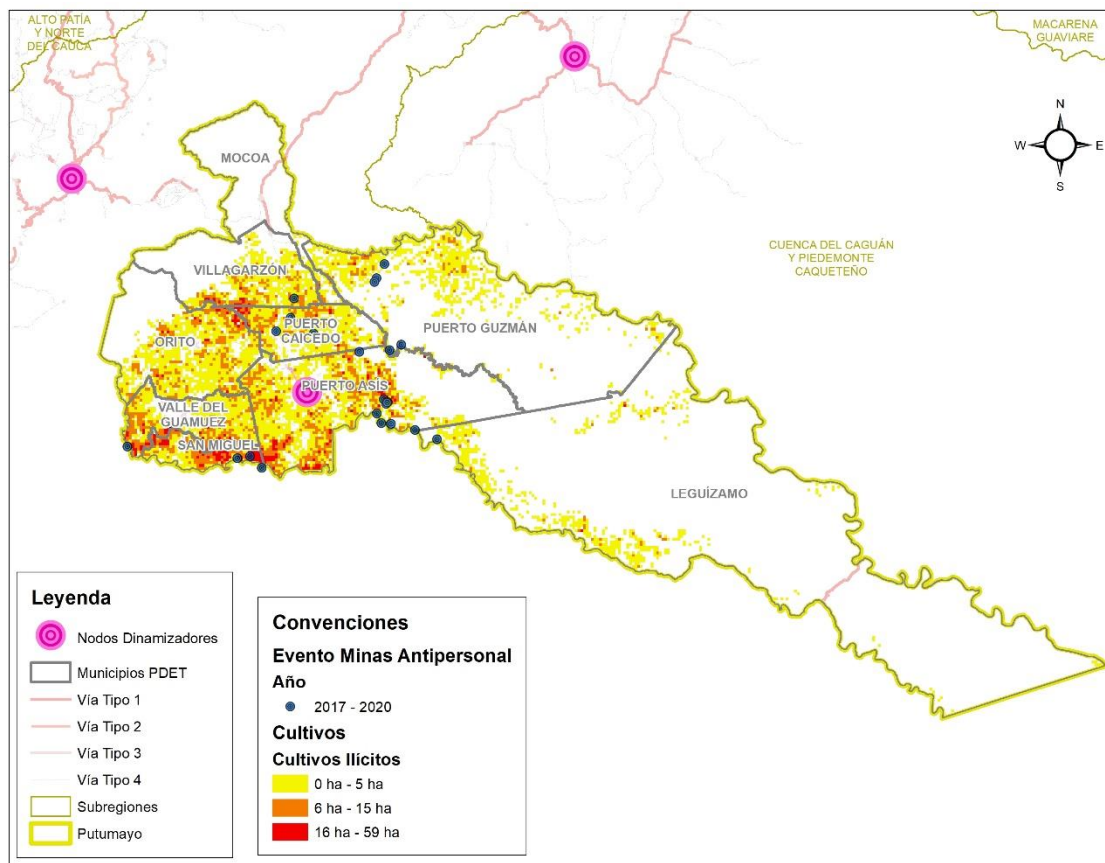 ALTO PATÍA
Y NORTE
DEL CAUCA
MACARENA
GUAVIARE
N
W
E
S
MOCOA
CUENCA DEL CAGUÁN
Y PIEDEMONTE
CAQUETEÑO
VILLAGARZÓN
PUERTO GUZMÁN
PUERTO
CAICEDO
ORITO
PUERTO ASÍS
VALLE DEL
GUAMUEZ
SAN MIGUEL
LEGUÍZAMO
Leyenda
Nodos Dinamizadores
Municipios PDET
Vía Tipo 1
Vía Tipo 2
Vía Tipo 3
Vía Tipo 4
Subregiones
Putumayo
Convenciones
Evento Minas Antipersonal
Año
2017 - 2020
Cultivos
Cultivos Ilícitos
0 ha - 5 ha
6 ha - 15 ha
16 ha - 59 ha